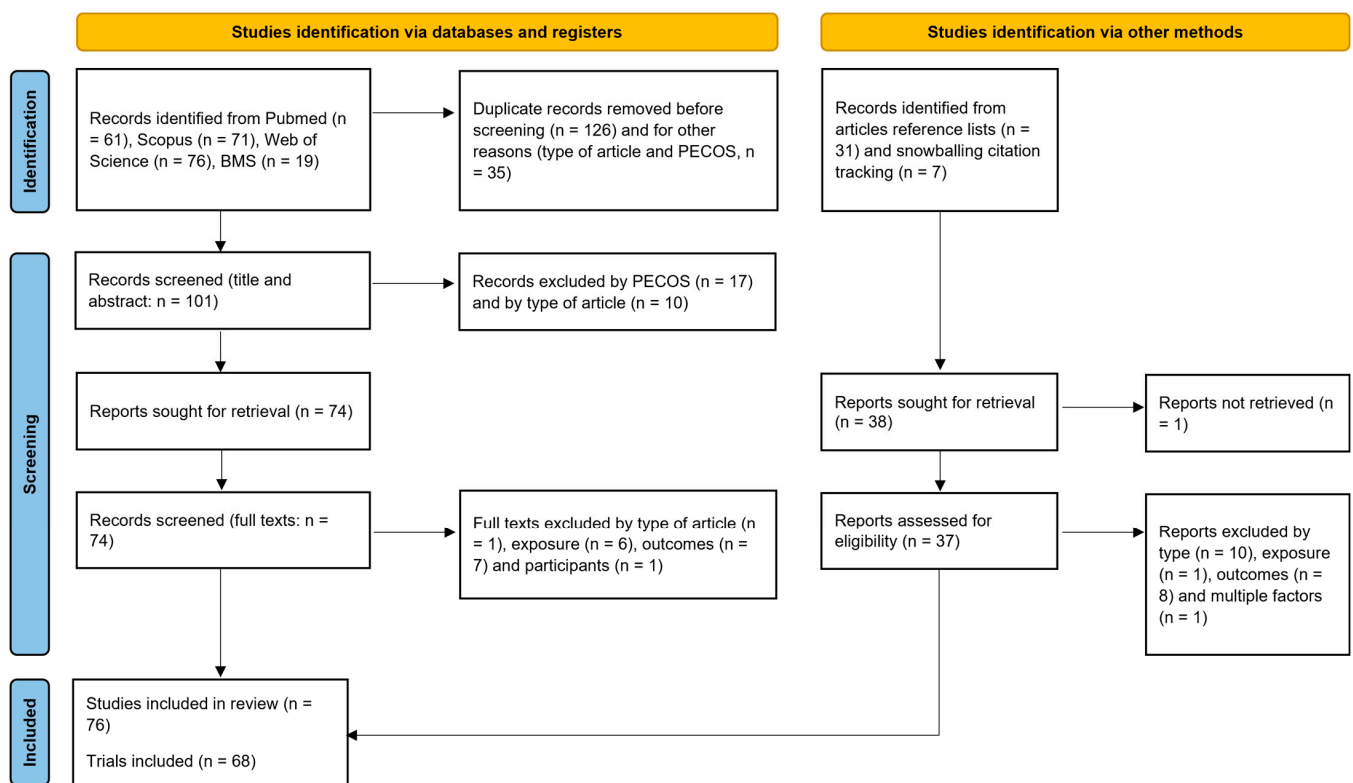 Studies identification via databases and registers
Studies identification via other methods
Identification
Records identified from Pubmed (n
= 61), Scopus (n = 71), Web of
Science (n = 76), BMS (n = 19)
Duplicate records removed before
screening (n = 126) and for other
reasons (type of article and PECOS, n
= 35)
Records identified from
articles reference lists (n =
31) and snowballing citation
tracking (n = 7)
Screening
Records screened (title and
abstract: n = 101)
Records excluded by PECOS (n = 17)
and by type of article (n = 10)
Reports sought for retrieval (n = 74)
Reports sought for retrieval
(n = 38)
Reports not retrieved (n
= 1)
Records screened (full texts: n =
74)
Full texts excluded by type of article (n
= 1), exposure (n = 6), outcomes (n =
7) and participants (n = 1)
Reports assessed for
eligibility (n = 37)
Reports excluded by
type (n = 10), exposure
(n = 1), outcomes (n =
8) and multiple factors
(n = 1)
Included
Studies included in review (n =
76)
Trials included (n = 68)